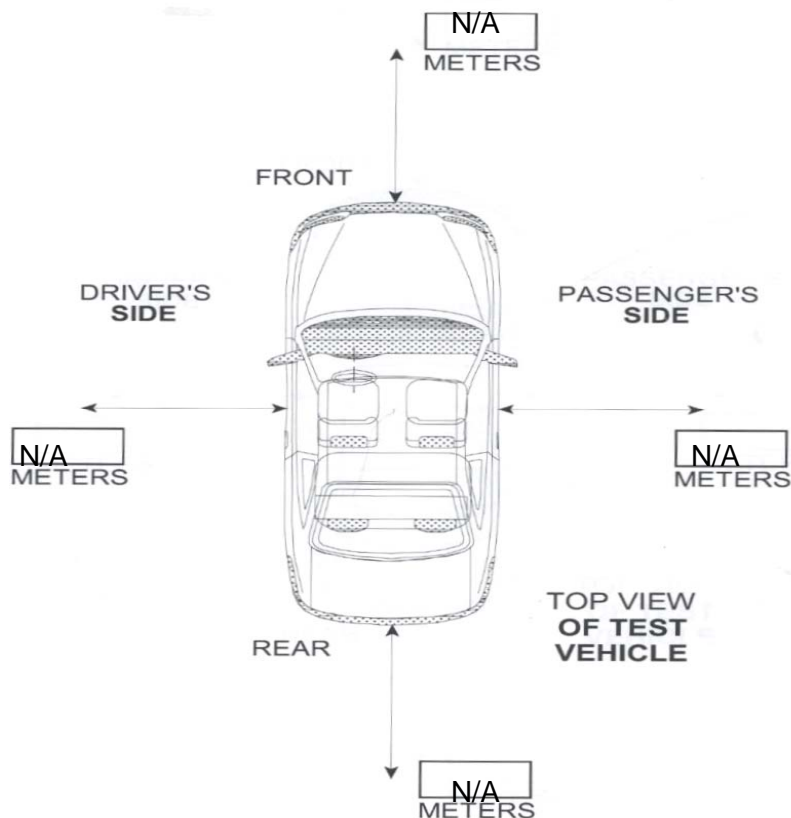 N/A
METERS
FRONT
DRIVER'S
SIDE
PASSENGER'S
SIDE
N/A
METERS
N/A
METERS
TOP VIEW
OF TEST
VEHICLE
REAR
N/A
METERS